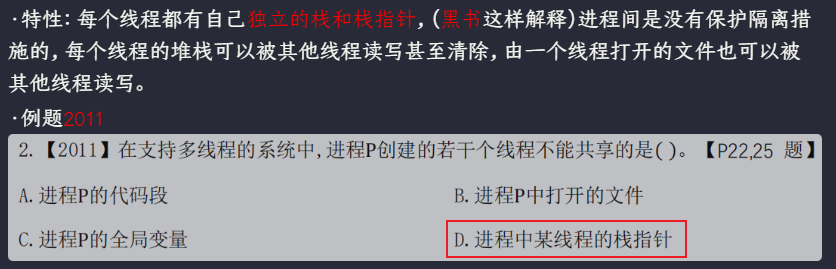 ·特性：每个线程都有自己独立的栈和栈指针，（黑书这样解释）进程间是没有保护隔离措
施的，每个线程的堆栈可以被其他线程读写甚至清除，由一个线程打开的文件也可以被
其他线程读写。
·例题2011
2.【2011】在支持多线程的系统中,进程P创建的若干个线程不能共享的是( )。【P22,25 题】
A.进程P的代码段 B.进程P中打开的文件
C.进程P的全局变量 D.进程中某线程的栈指针